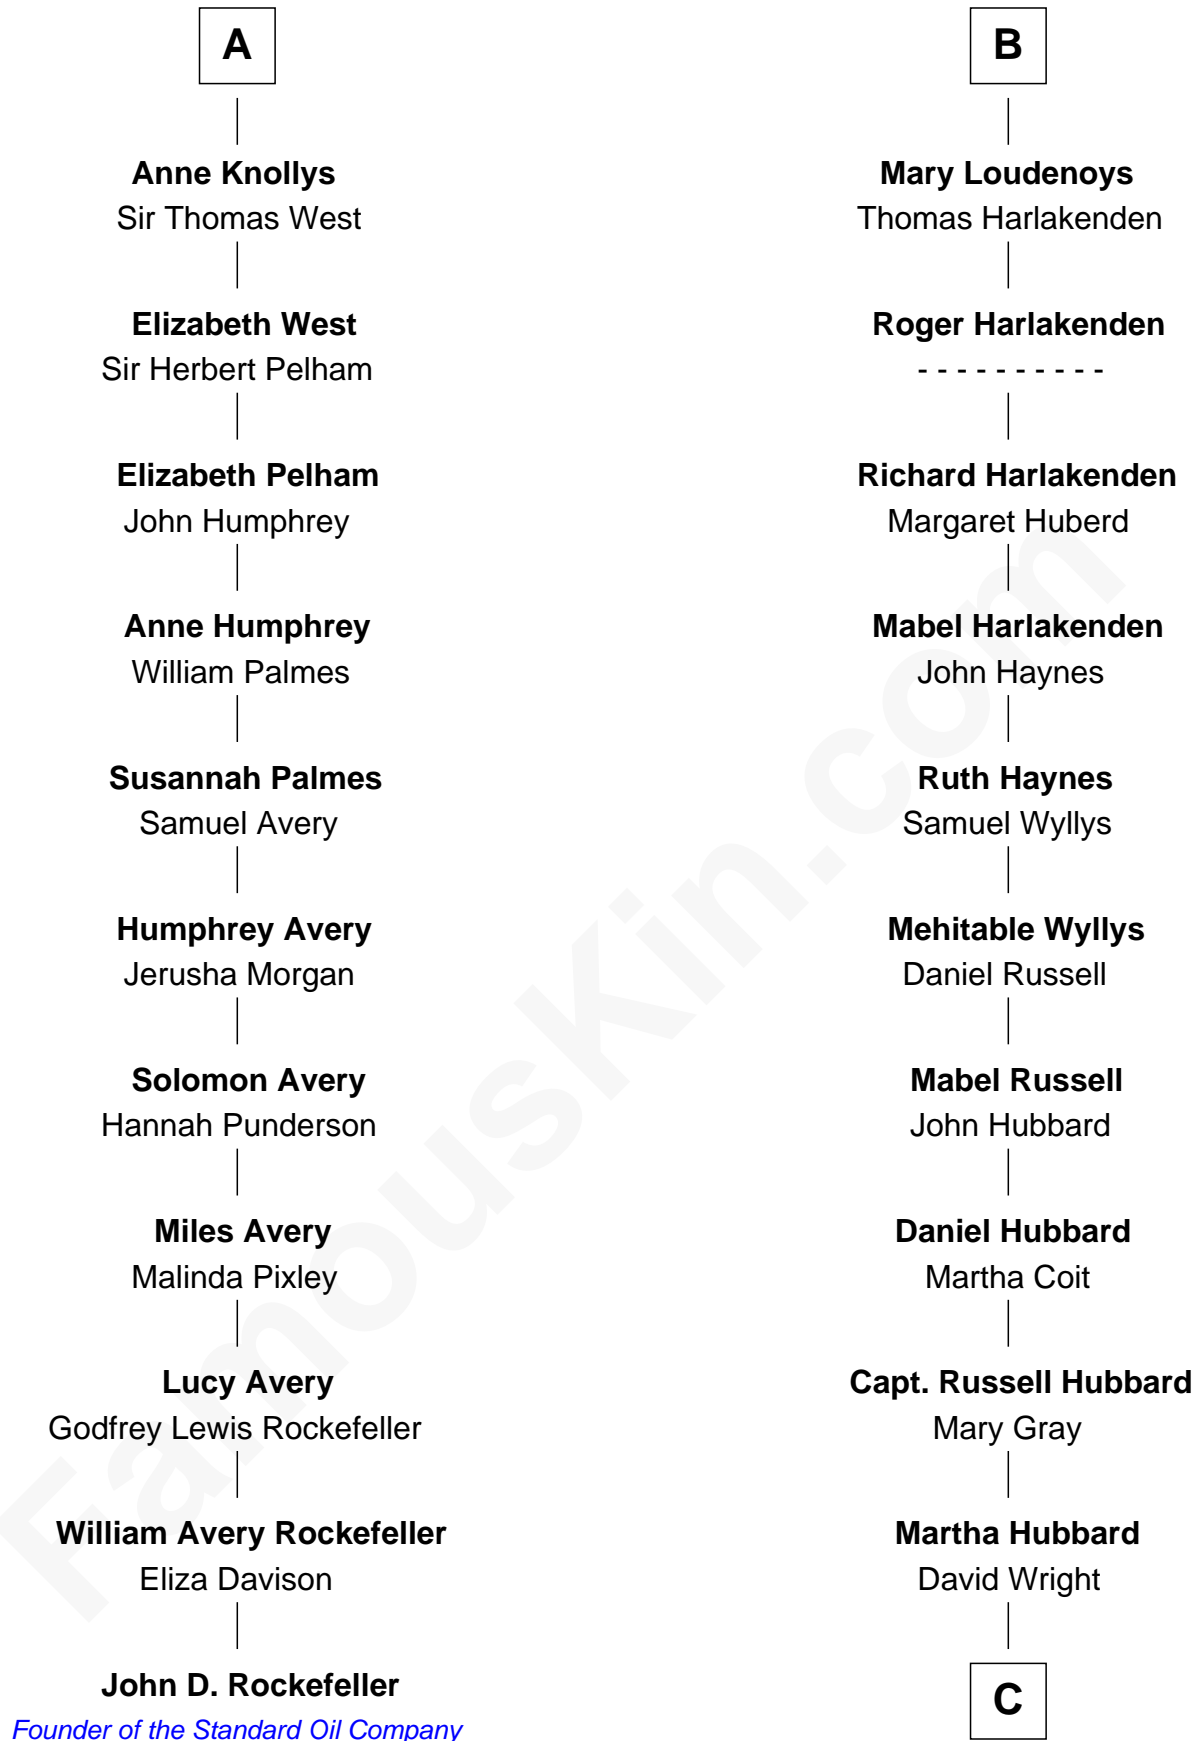 A
Anne Knollys
Sir Thomas West
Elizabeth West
Sir Herbert Pelham
Elizabeth Pelham
John Humphrey
Anne Humphrey
William Palmes
Susannah Palmes
Samuel Avery
Humphrey Avery
Jerusha Morgan
Solomon Avery
Hannah Punderson
Miles Avery
Malinda Pixley
Lucy Avery
Godfrey Lewis Rockefeller
William Avery Rockefeller
Eliza Davison
John D. Rockefeller
Founder of the Standard Oil Company
B
Mary Loudenoys
Thomas Harlakenden
Roger Harlakenden
- - - - - - - - - -
Richard Harlakenden
Margaret Huberd
Mabel Harlakenden
John Haynes
Ruth Haynes
Samuel Wyllys
Mehitable Wyllys
Daniel Russell
Mabel Russell
John Hubbard
Daniel Hubbard
Martha Coit
Capt. Russell Hubbard
Mary Gray
Martha Hubbard
David Wright
C
FamousKin.com